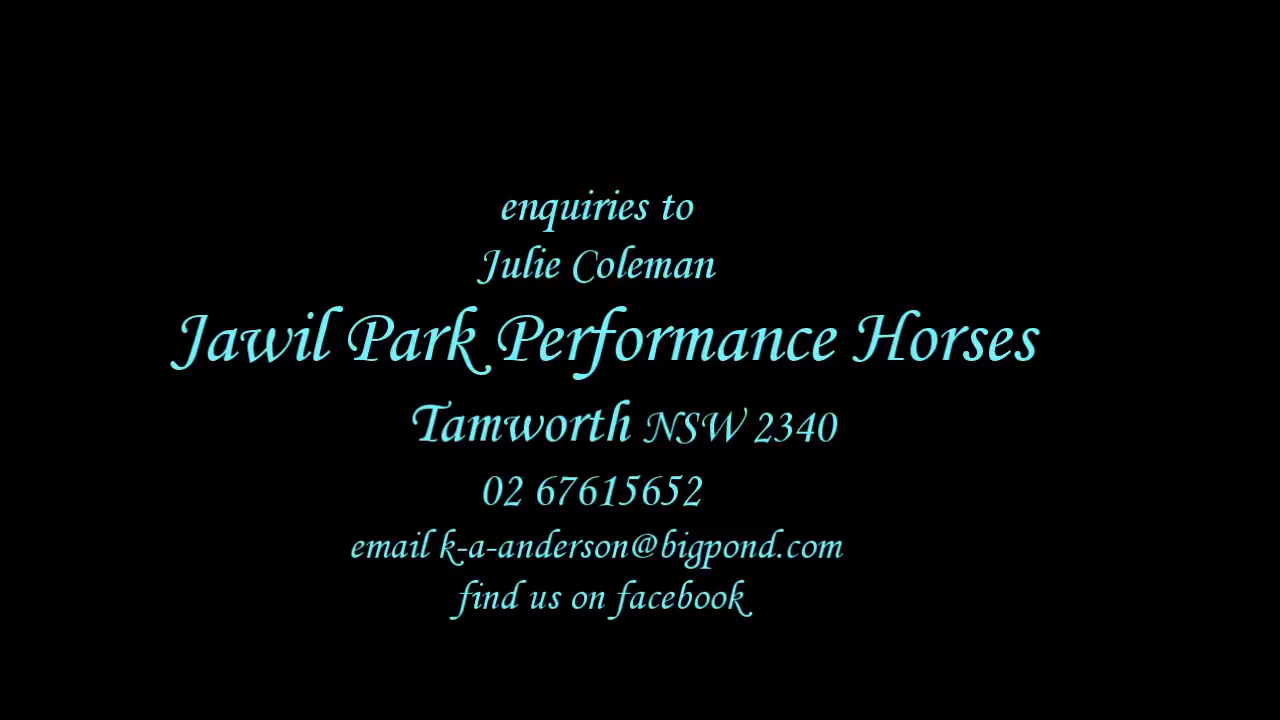 enquiries to
Julie Coleman
Jawil Park Performance Horses
Tamworth NSW 2340
02 67615652
email k-a-anderson@bigpond.com
find us on facebook